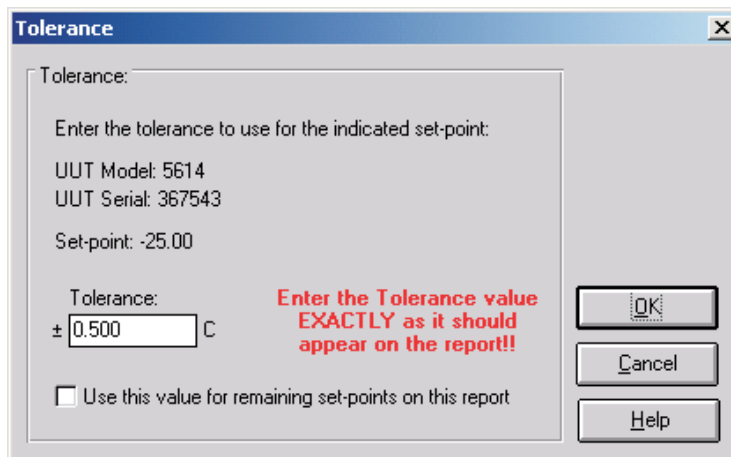 Tolerance
Tolerance:
Enter the tolerance to use for the indicated set-point:
UUT Model: 5614
UUT Serial: 367543
Set-point: -25.00
Tolerance:
± 0.500 C
Enter the Tolerance value
EXACTLY as it should
appear on the report!!
Use this value for remaining set-points on this report
OK
Cancel
Help